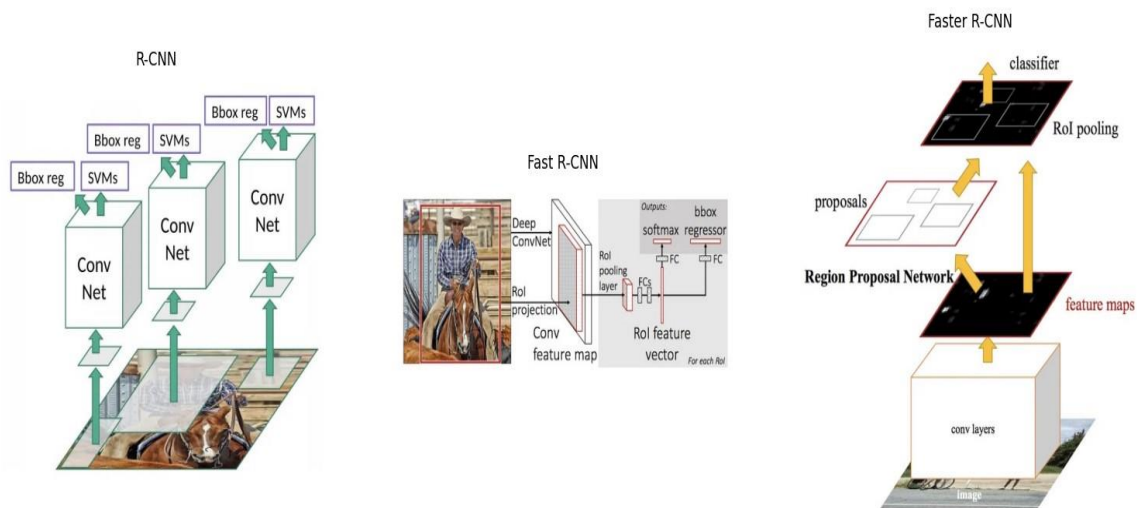 R-CNN
Bbox reg
SVMs
Bbox reg
SVMs
Bbox reg
SVMs
Conv
Net
Conv
Net
Conv
Net
Fast R-CNN
Deep
ConvNet
RoI
projection
Conv
feature map
RoI
pooling
layer
FCs
RoI feature
vector
Outputs:
softmax
bbox
regressor
FC
FC
For each RoI
Faster R-CNN
classifier
RoI pooling
proposals
Region Proposal Network
feature maps
conv layers
image